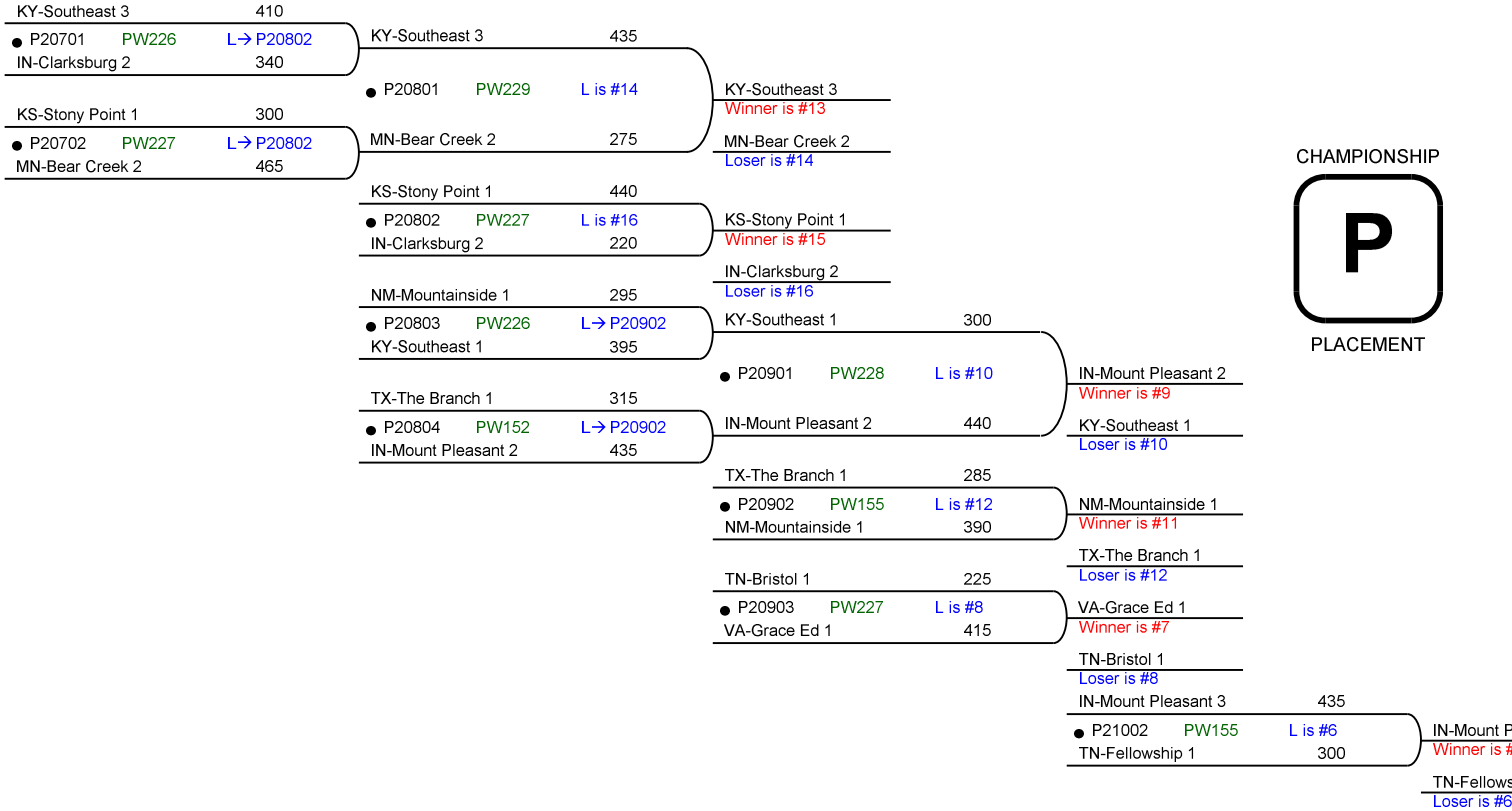 KY-Southeast 3 410
P20701 PW226 L→ P20802
IN-Clarksburg 2 340
KS-Stony Point 1 300
P20702 PW227 L→ P20802
MN-Bear Creek 2 465
KY-Southeast 3 435
P20801 PW229 L is #14
MN-Bear Creek 2 275
KY-Southeast 3
Winner is #13
MN-Bear Creek 2
Loser is #14
KS-Stony Point 1 440
P20802 PW227 L is #16
IN-Clarksburg 2 220
KS-Stony Point 1
Winner is #15
IN-Clarksburg 2
Loser is #16
NM-Mountainside 1 295
P20803 PW226 L→ P20902
KY-Southeast 1 395
TX-The Branch 1 315
P20804 PW152 L→ P20902
IN-Mount Pleasant 2 435
KY-Southeast 1 300
P20901 PW228 L is #10
IN-Mount Pleasant 2 440
IN-Mount Pleasant 2
Winner is #9
KY-Southeast 1
Loser is #10
TX-The Branch 1 285
P20902 PW155 L is #12
NM-Mountainside 1 390
NM-Mountainside 1
Winner is #11
TX-The Branch 1
Loser is #12
TN-Bristol 1 225
P20903 PW227 L is #8
VA-Grace Ed 1 415
VA-Grace Ed 1
Winner is #7
TN-Bristol 1
Loser is #8
IN-Mount Pleasant 3 435
P21002 PW155 L is #6
TN-Fellowship 1 300
IN-Mount P
Winner is #
TN-Fellows
Loser is #6
CHAMPIONSHIP
P
PLACEMENT